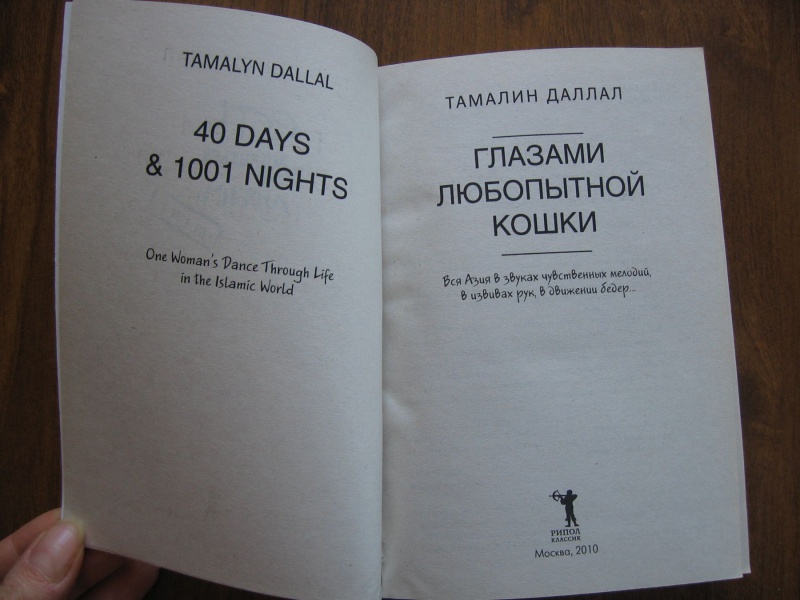 TAMALYN DALLAL
40 DAYS
& 1001 NIGHTS
One Woman's Dance Through Life
in the Islamic World
ТАМАЛИН ДАЛЛАЛ
ГЛАЗАМИ
ЛЮБОПЫТНОЙ
КОШКИ
Вся Азия в звуках чувственных мелодий,
в извивах рук, в движении бедер...
РИПОЛ
КЛАССИК
Москва, 2010